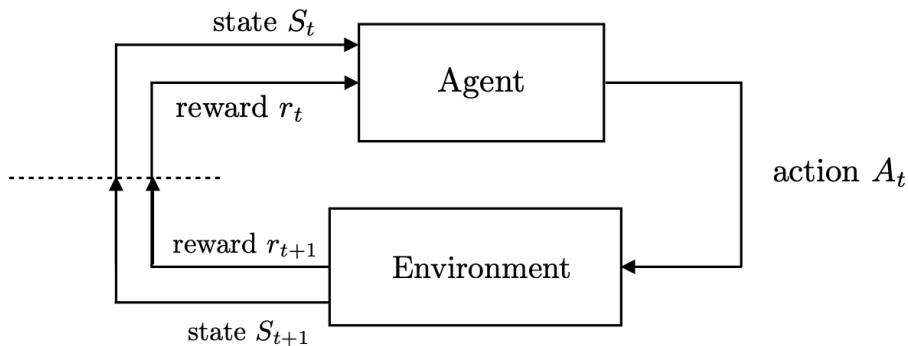 state S_t
Agent
reward r_t
action A_t
reward r_{t+1}
Environment
state S_{t+1}